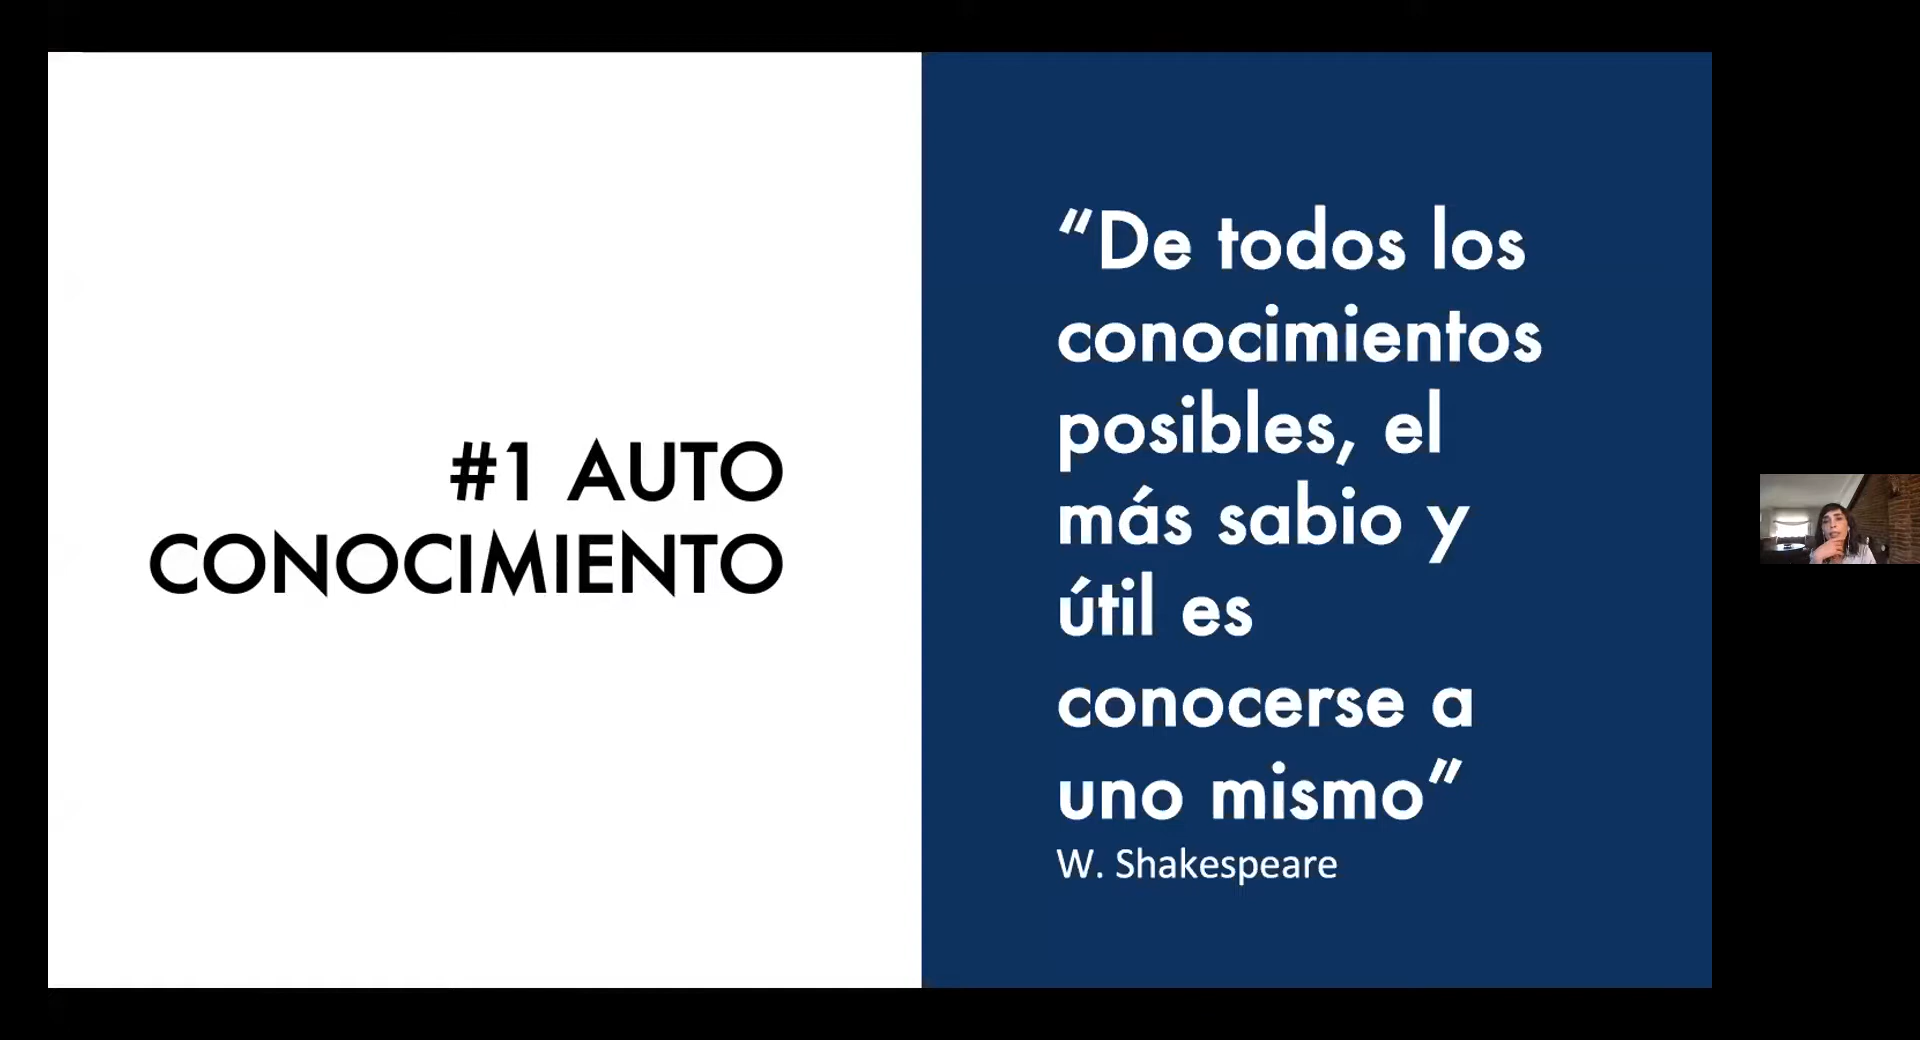 #1 AUTO
CONOCIMIENTO
“De todos los
conocimientos
posibles, el
más sabio y
útil es
conocerse a
uno mismo”
W. Shakespeare